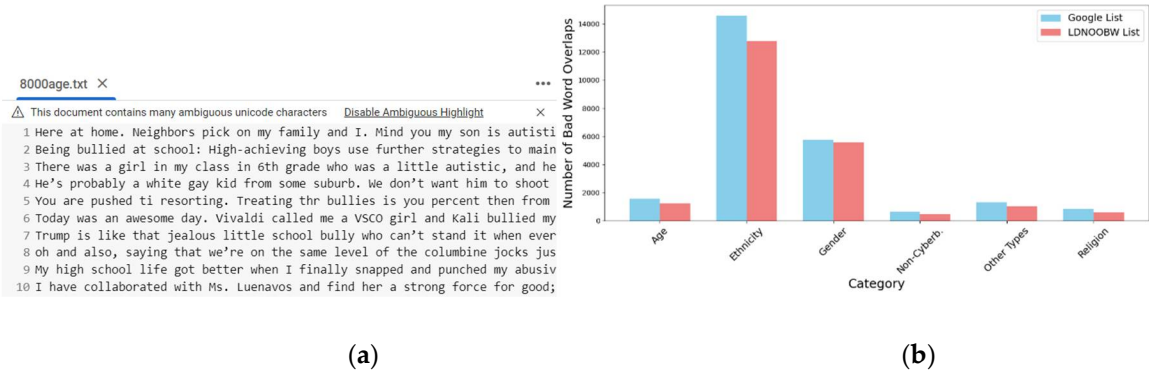 8000age.txt ×
This document contains many ambiguous unicode characters Disable Ambiguous Highlight ×
1 Here at home. Neighbors pick on my family and I. Mind you my son is autisti
2 Being bullied at school: High-achieving boys use further strategies to main
3 There was a girl in my class in 6th grade who was a little autistic, and he
4 He's probably a white gay kid from some suburb. We don't want him to shoot
5 You are pushed ti resorting. Treating thr bullies is you percent then from
6 Today was an awesome day. Vivaldi called me a VSCO girl and Kali bullied my
7 Trump is like that jealous little school bully who can't stand it when ever
8 oh and also, saying that we're on the same level of the columbine jocks jus
9 My high school life got better when I finally snapped and punched my abusiv
10 I have collaborated with Ms. Luenavos and find her a strong force for good;
(a)
Google List
LDNOOBW List
Number of Bad Word Overlaps
14000
12000
10000
8000
6000
4000
2000
0
Age
Ethnicity
Gender
Non-Cyberb.
Other Types
Religion
Category
(b)